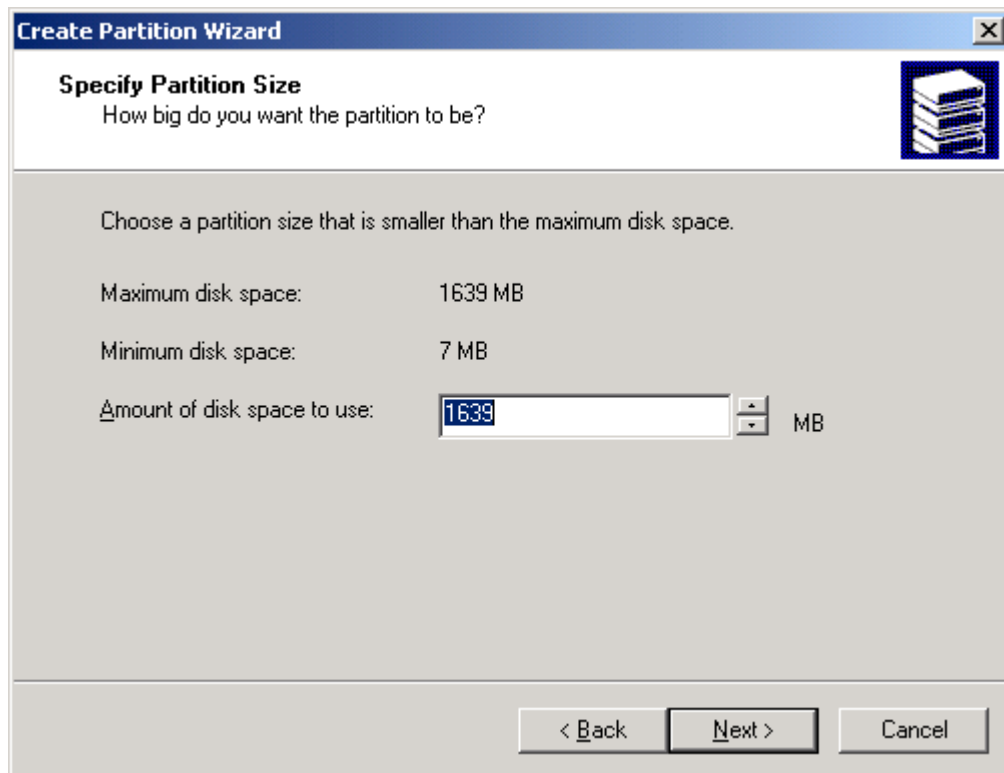 Create Partition Wizard
Specify Partition Size
How big do you want the partition to be?
Choose a partition size that is smaller than the maximum disk space.
Maximum disk space: 1639 MB
Minimum disk space: 7 MB
Amount of disk space to use: 1639 MB
< Back Next > Cancel